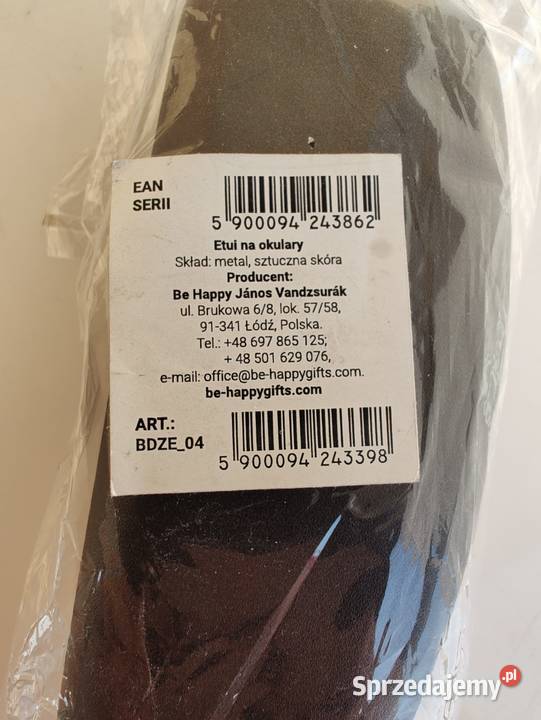 EAN
SERII
5 900094 243862
Etui na okulary
Skład: metal, sztuczna skóra
Producent:
Be Happy János Vandzsurák
ul. Brukowa 6/8, lok. 57/58,
91-341 Łódź, Polska.
Tel.: +48 697 865 125;
+ 48 501 629 076,
e-mail: office@be-happygifts.com.
be-happygifts.com
ART.:
BDZE_04
5 900094 243398
Sprzedajemy.pl